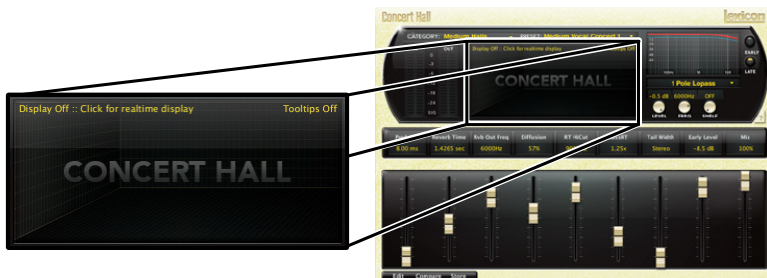 Concert Hall
lexicon
CATEGORY: Medium Halls PRESET: Medium Vocal Concert 1
OUT
Display Off :: Click for realtime display
CONCERT HALL
EARLY
LATE
1 Pole Lopass
-0.5 dB 6000Hz OFF
LEVEL FREQ SHELF
Display Off :: Click for realtime display Tooltips Off
CONCERT HALL
Reverb Time Rvb Out Freq Diffusion RT HiCut Tail Width Early Level Mix
8.00 ms 1.4265 sec 6000Hz 57% 1.25x Stereo -4.5 dB 100%
Edit Compare Store